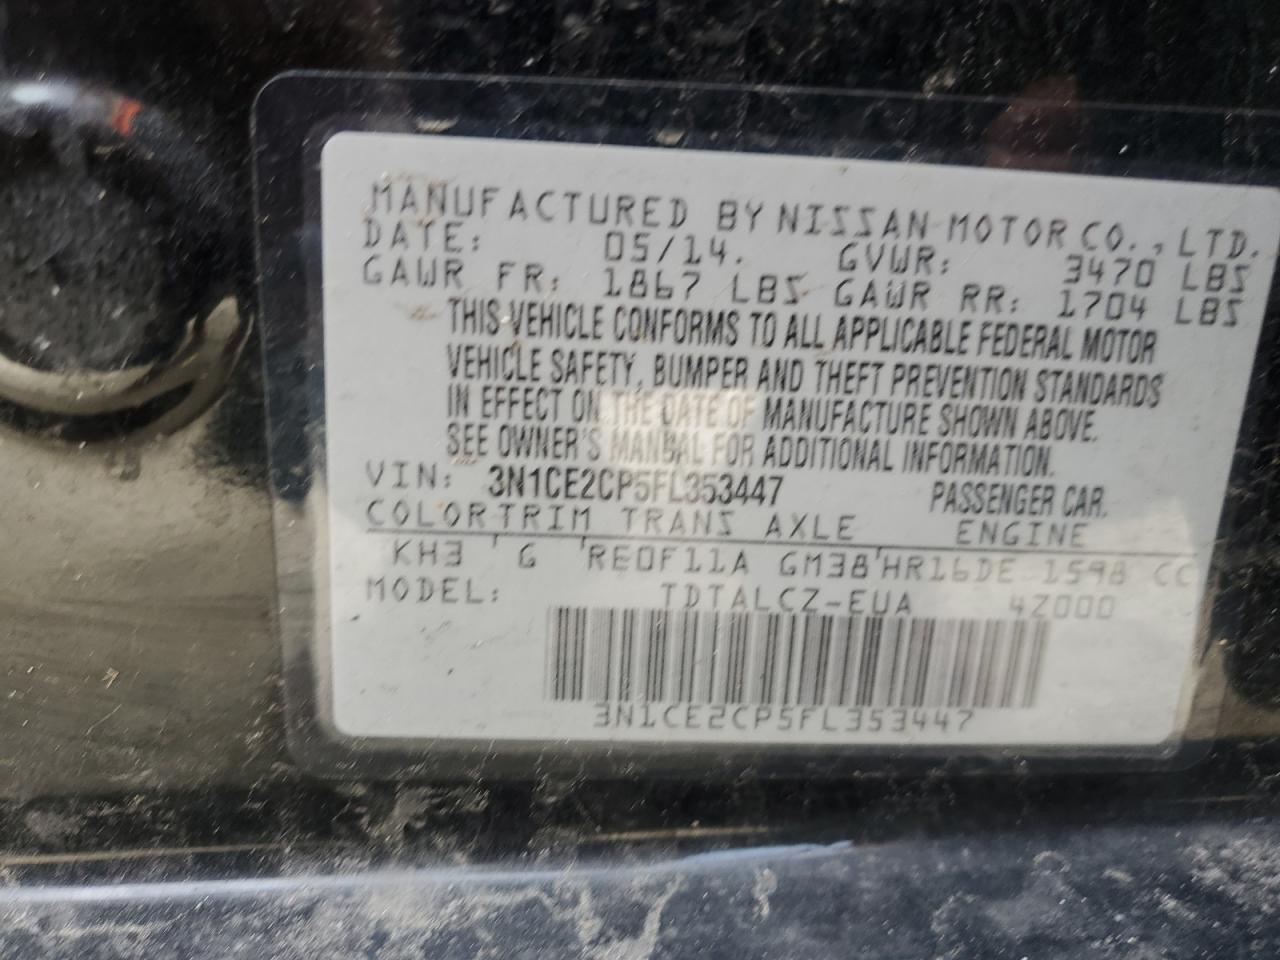 MANUFACTURED BY NISSAN MOTOR CO., LTD.
DATE: 05/14. GVWR: 3470 LBS
GAWR FR: 1867 LBS GAWR RR: 1704 LBS
THIS VEHICLE CONFORMS TO ALL APPLICABLE FEDERAL MOTOR
VEHICLE SAFETY, BUMPER AND THEFT PREVENTION STANDARDS
IN EFFECT ON THE DATE OF MANUFACTURE SHOWN ABOVE.
SEE OWNER'S MANUAL FOR ADDITIONAL INFORMATION.
VIN: 3N1CE2CP5FL353447 PASSENGER CAR.
COLOR TRIM TRANS AXLE ENGINE
KH3 G RE0F11A GM38 HR16DE 1598 CC
MODEL: TDTALCZ-EUA 4Z000
3N1CE2CP5FL353447